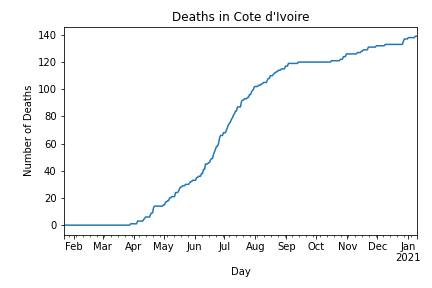 Deaths in Cote d'Ivoire
140
120
100
80
60
40
20
0
Number of Deaths
Feb Mar Apr May Jun Jul Aug Sep Oct Nov Dec Jan
2021
Day